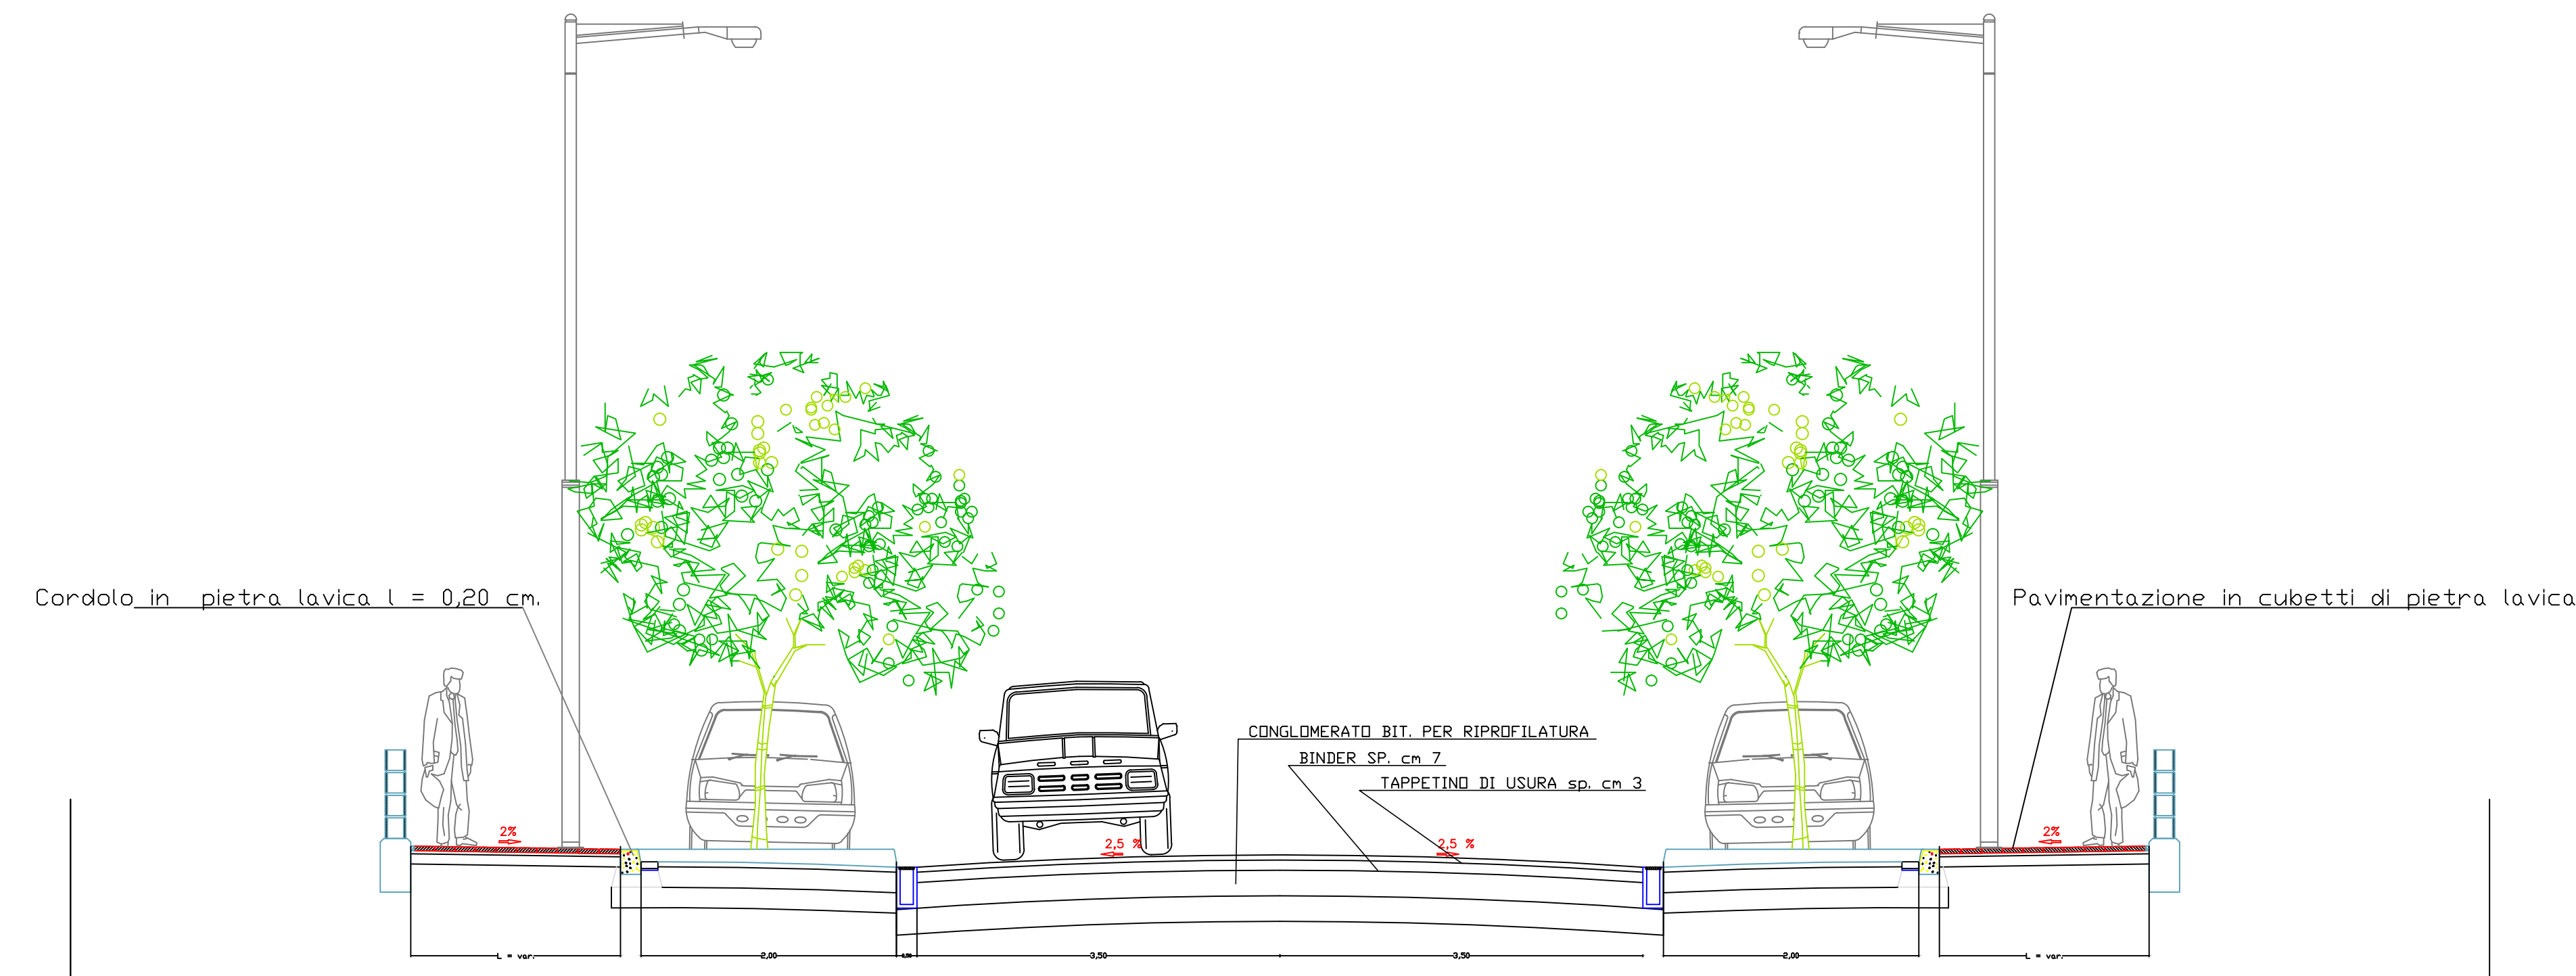 Cordolo in pietra lavica l = 0,20 cm.
Pavimentazione in cubetti di pietra lavica
CONGLOMERATO BIT. PER RIPROFILATURA
BINDER SP. cm 7
TAPPETINO DI USURA sp. cm 3
2%
2,5 %
2,5 %
2%
L = var.
2,00
3,50
3,50
2,00
L = var.